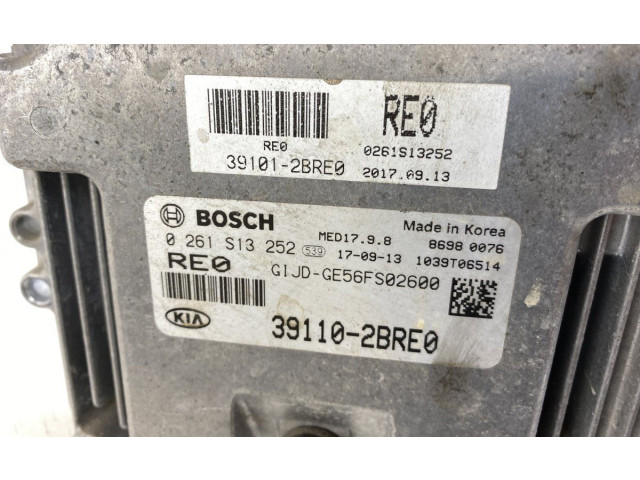 RE0
39101-2BRE0
RE0
0261S13252
2017.09.13
BOSCH
MED17.9.8
Made in Korea
0 261 S13 252 539 17-09-13
8698 0076
1039T06514
RE0
GIJD-GE56FS02600
KIA
39110-2BRE0